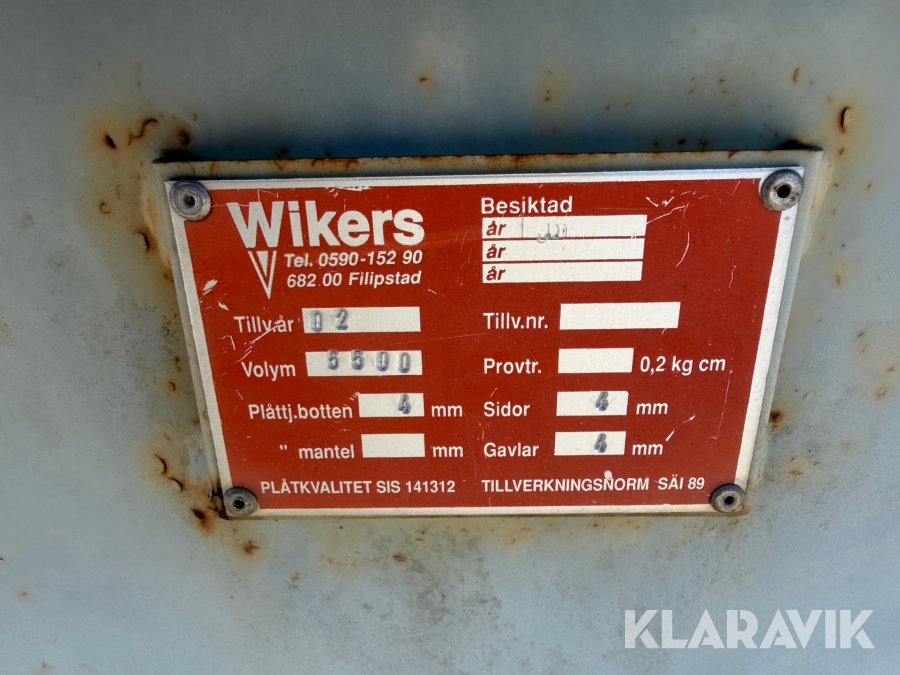 Wikers
Tel. 0590-152 90
682 00 Filipstad
Besiktad
år
år
år
Tillv.år 02
Tillv.nr.
Volym 5500
Provtr. 0,2 kg cm
Plåttj.botten 4 mm
Sidor 4 mm
" mantel mm
Gavlar 4 mm
PLÅTKVALITET SIS 141312
TILLVERKNINGSNORM SÄI 89
KLARAVIK